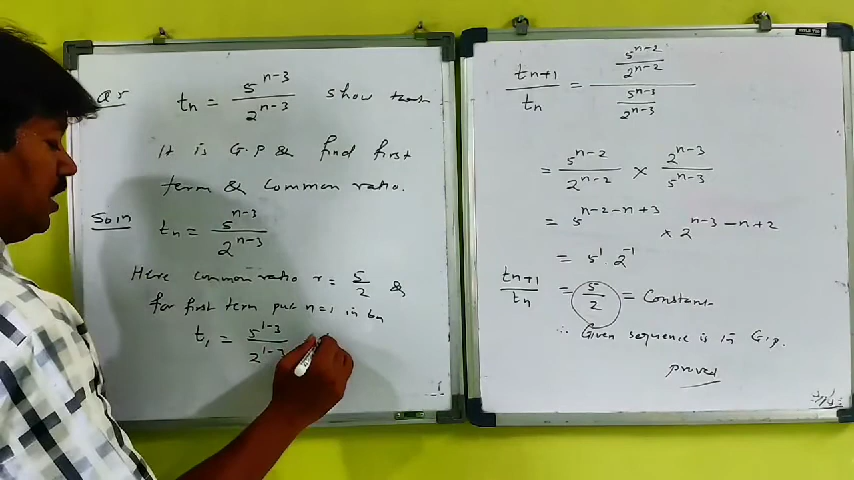 tn = 5^(n-3) / 2^(n-3) show that
It is G.P & find first
term & Common ratio.
Soln tn = 5^(n-3) / 2^(n-3)
Here common ratio r = 5/2 &
for first term put n=1 in tn
t1 = 5^(1-3) / 2^(1-3)
tn+1 / tn = (5^(n-2) / 2^(n-2)) / (5^(n-3) / 2^(n-3))
= 5^(n-2) / 2^(n-2) × 2^(n-3) / 5^(n-3)
= 5^(n-2-n+3) × 2^(n-3-n+2)
= 5^1 2^-1
tn+1 / tn = 5/2 = Constant
∴ Given sequence is in G.p.
proved